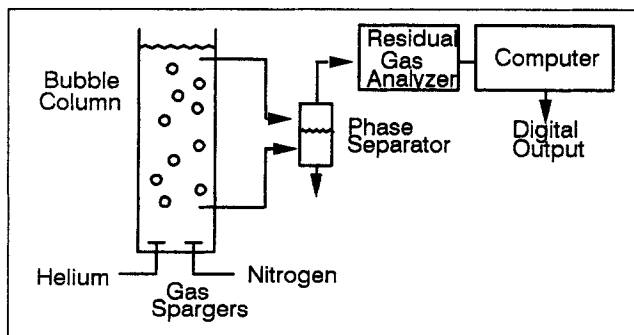 Bubble
Column
Residual
Gas
Analyzer
Computer
Phase
Separator
Digital
Output
Helium
Nitrogen
Gas
Spargers